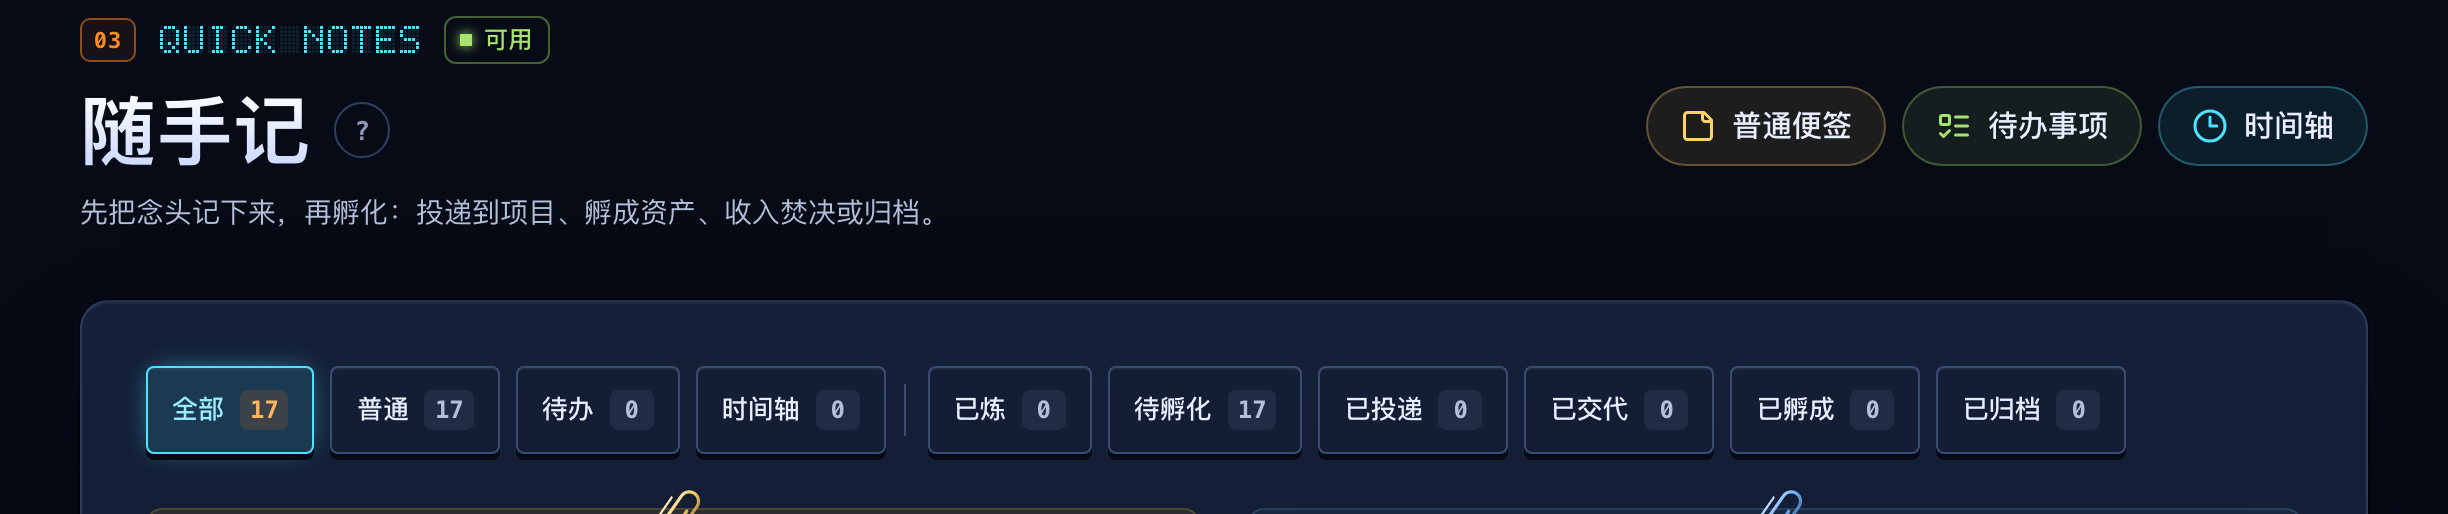 03 QUICK NOTES 可用
随手记 ?
普通便签 待办事项 时间轴
先把念头记下来，再孵化：投递到项目、孵成资产、收入焚决或归档。
全部 17 普通 17 待办 0 时间轴 0 已炼 0 待孵化 17 已投递 0 已交代 0 已孵成 0 已归档 0